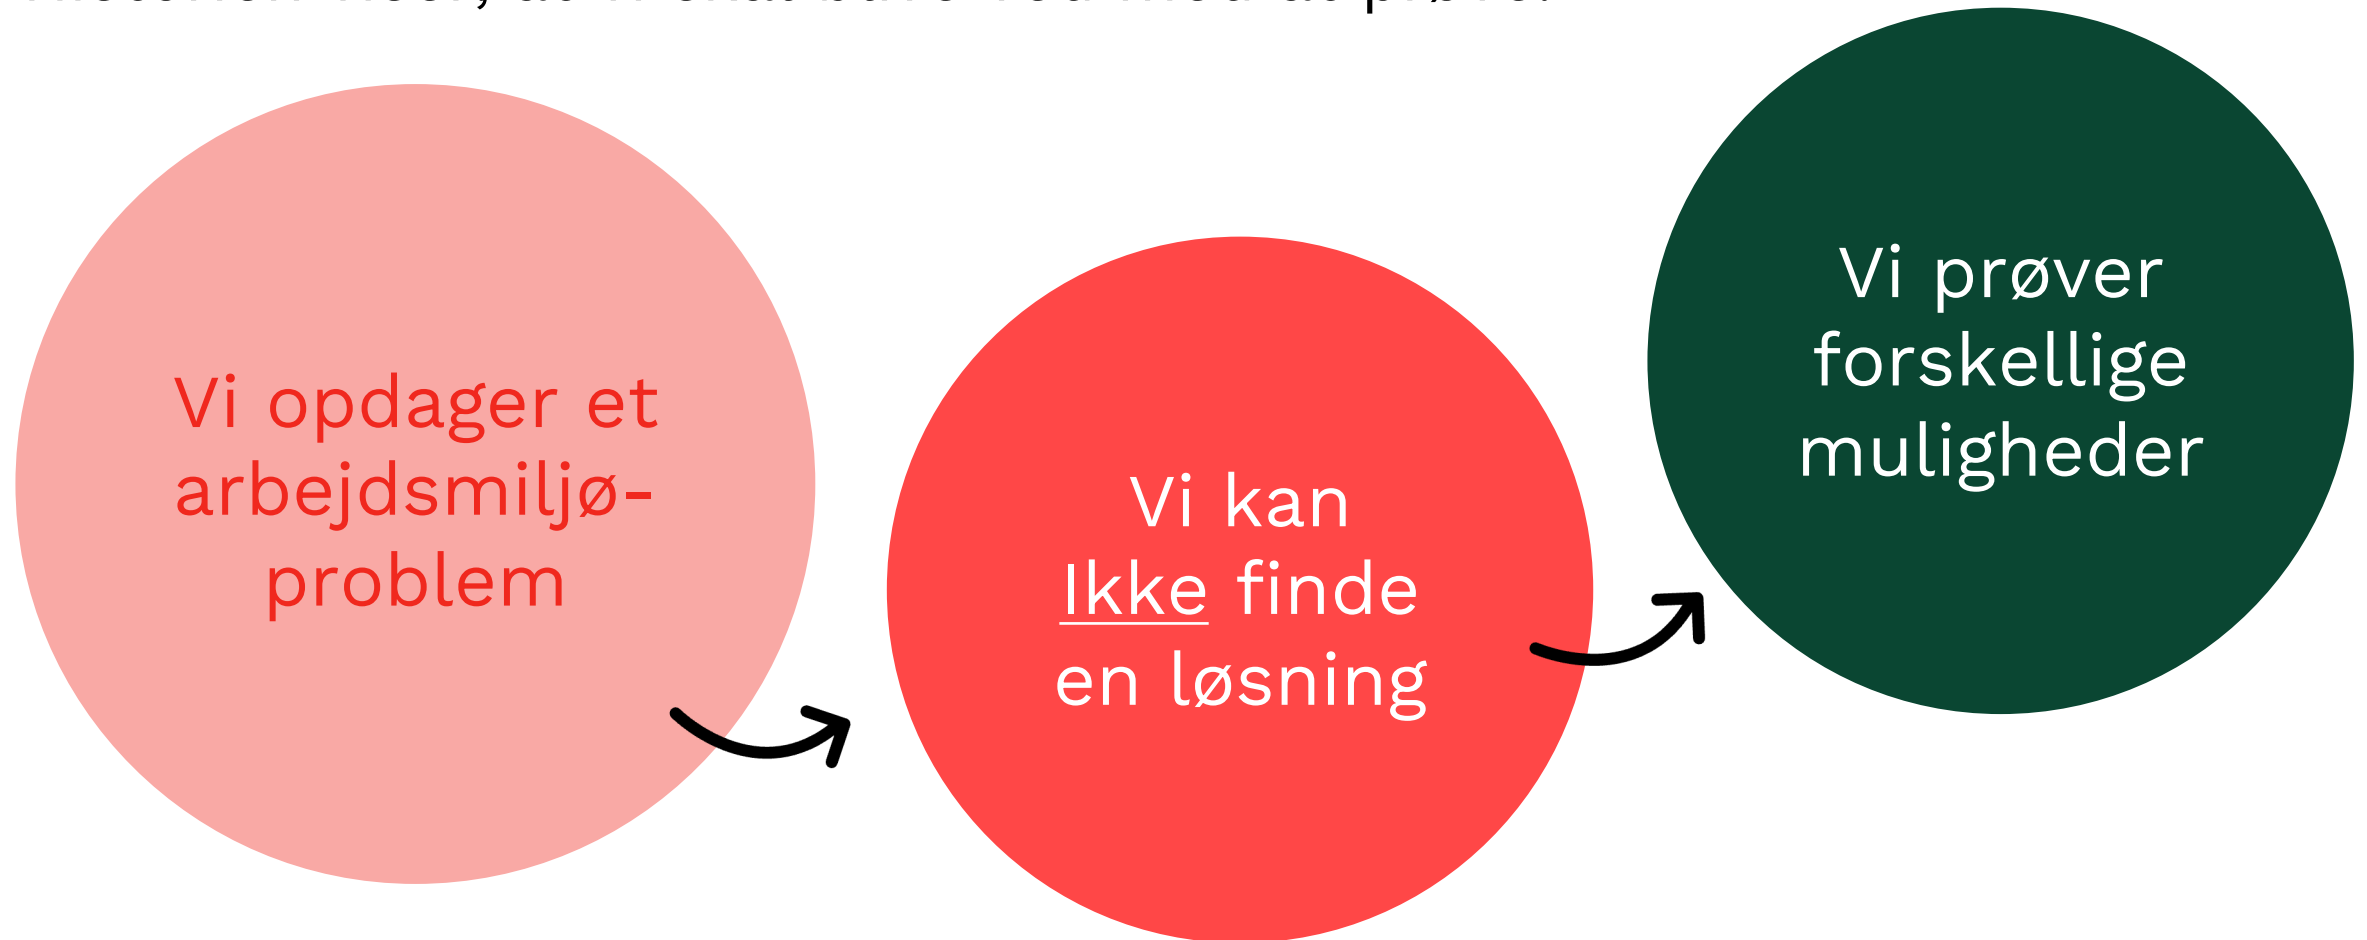 Vi opdager et
arbejdsmiljø-
problem
Vi kan
Ikke finde
en løsning
Vi prøver
forskellige
muligheder